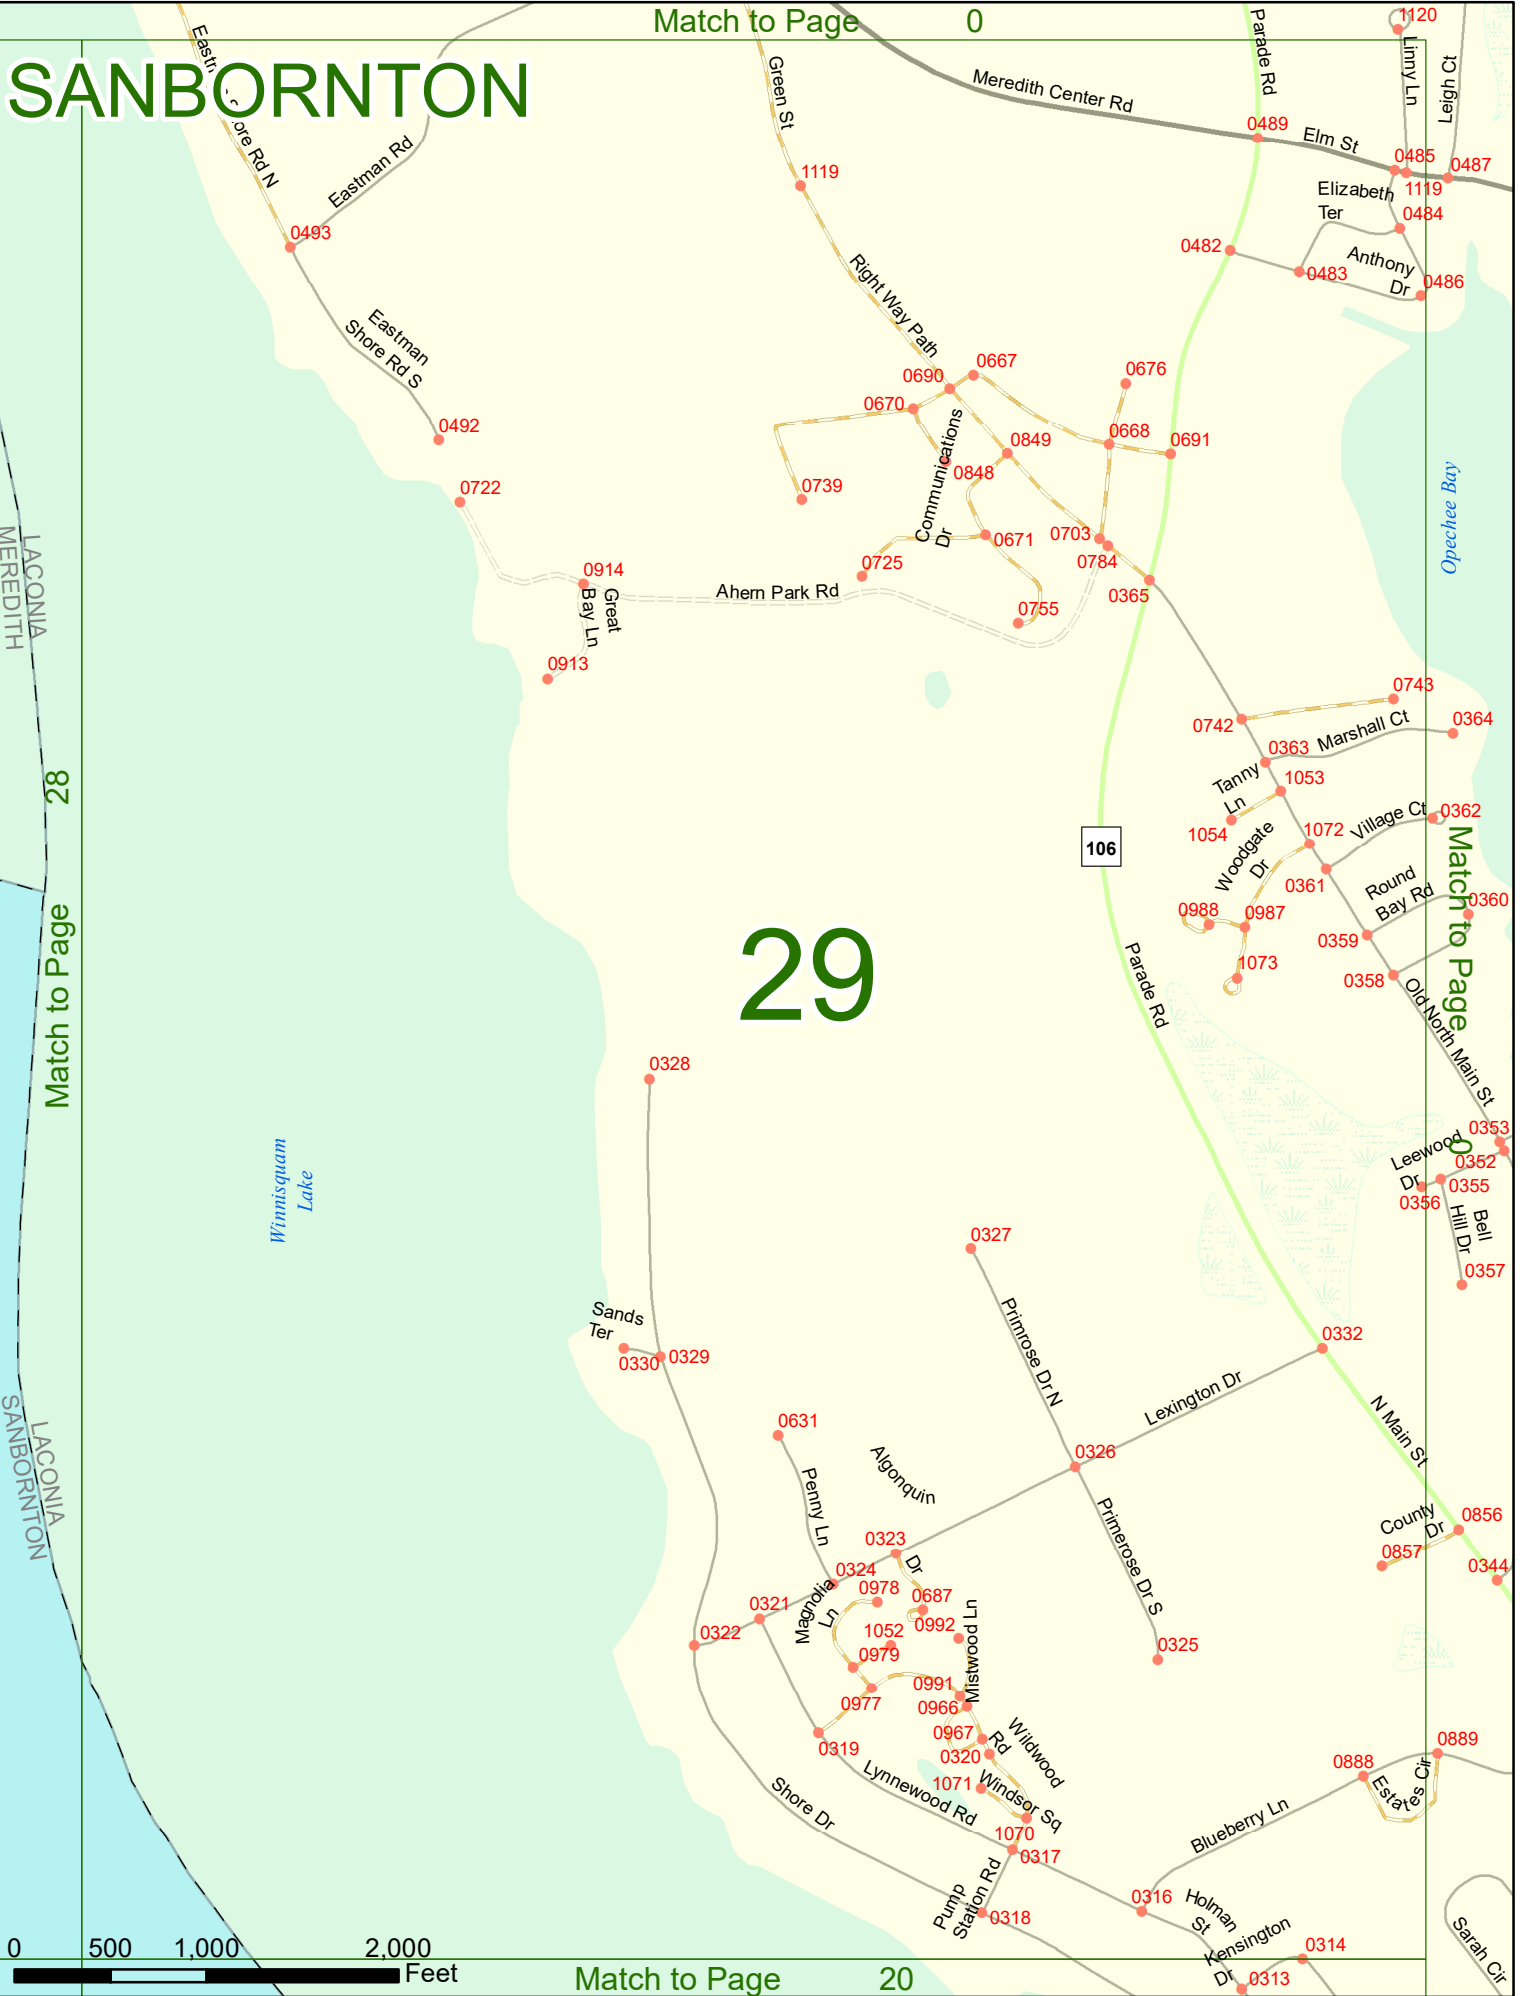 Match to Page 0
SANBORNTON
1120
Parade Rd
Linny Ln
Leigh Ct
Green St
Meredith Center Rd
0489
Elm St
0485
0487
1119
1119
Elizabeth
Ter
0484
Eastman Rd
0493
0482
0483
Anthony
Dr
0486
Right Way Path
Eastman
Shore Rd S
0667
0676
0690
0670
0492
0849
0668
0691
0848
Communications
Dr
0722
0739
Opechee Bay
0703
0671
0784
0725
0914
0365
Ahern Park Rd
Great
Bay Ln
0755
LACONIA
MEREDITH
0913
0743
0742
0364
Marshall Ct
0363
Tanny
Ln
1053
28
Match to Page
1054
Village Ct
0362
1072
106
Woodgate
Dr
0361
Round
Bay Rd
Match to Page
0
0360
0988
0987
0359
29
1073
0358
Parade Rd
Old North Main St
0328
0353
Leewood
Dr
0352
0355
0356
Winnisquam
Lake
Bell
Hill Dr
0327
0357
Sands
Ter
0330
0329
Primrose Dr N
0332
Lexington Dr
LACONIA
SANBORNTON
N Main St
0631
Penny Ln
Algonquin
Dr
0326
Primerose Dr S
County
Dr
0856
0857
0344
0323
0324
0978
0687
Magnolia
Ln
0321
0322
1052
0992
Mistwood Ln
0979
0325
0991
0977
0966
0967
Wildwood
Rd
0319
0320
1071
Windsor Sq
0889
0888
Estates Cir
Lynnewood Rd
Shore Dr
Blueberry Ln
1070
0317
Pump
Station Rd
0316
0318
Holman
St
Kensington
Dr
0314
0313
Sarah Cir
0 500 1,000 2,000
Feet
Match to Page 20